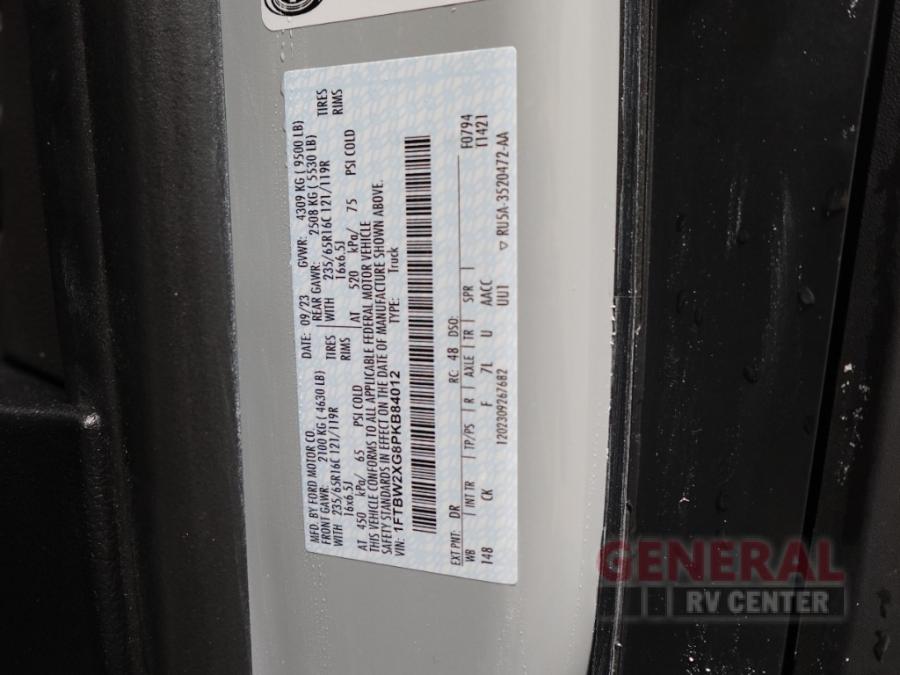 MFD. BY FORD MOTOR CO. DATE: 09/23 GVWR: 4309 KG ( 9500 LB)
FRONT GAWR: 2100 KG ( 4630 LB) REAR GAWR: 2508 KG ( 5530 LB)
WITH 235/65R16C 121/119R TIRES WITH 235/65R16C 121/119R TIRES
16x6.5J RIMS 16x6.5J RIMS
AT 450 kPa/ 65 PSI COLD AT 520 kPa/ 75 PSI COLD
THIS VEHICLE CONFORMS TO ALL APPLICABLE FEDERAL MOTOR VEHICLE
SAFETY STANDARDS IN EFFECT ON THE DATE OF MANUFACTURE SHOWN ABOVE.
VIN: 1FTBW2XG8PKB84012 TYPE: Truck
EXT PNT: DR RC: 48 DSO: F0794
WB INT TR TP/PS R AXLE TR SPR T1421
148 CK F 7L U AACC
1202309267682 UU1 ▽ RU5A-3520472-AA
GENERAL
RV CENTER